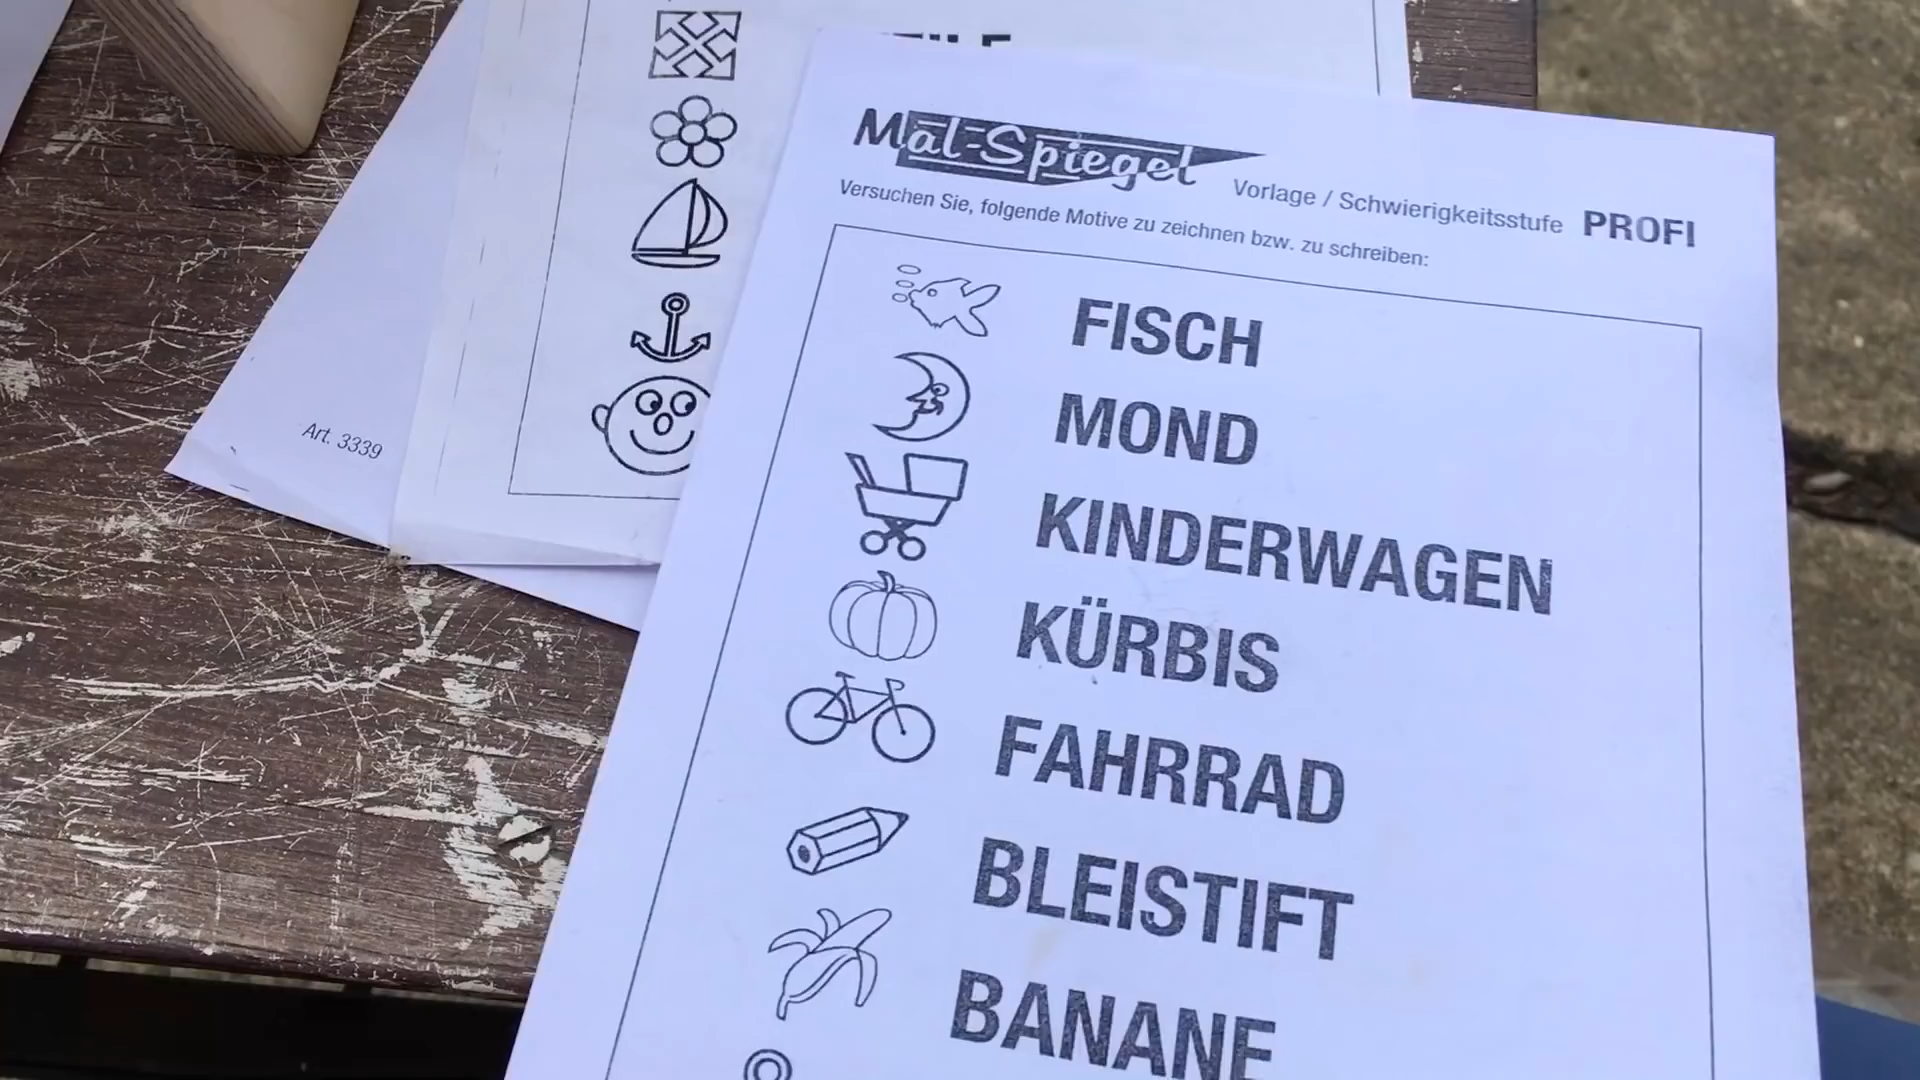 Mal-Spiegel
Vorlage / Schwierigkeitsstufe PROFI
Versuchen Sie, folgende Motive zu zeichnen bzw. zu schreiben:
FISCH
MOND
KINDERWAGEN
KÜRBIS
FAHRRAD
BLEISTIFT
BANANE
Art. 3339